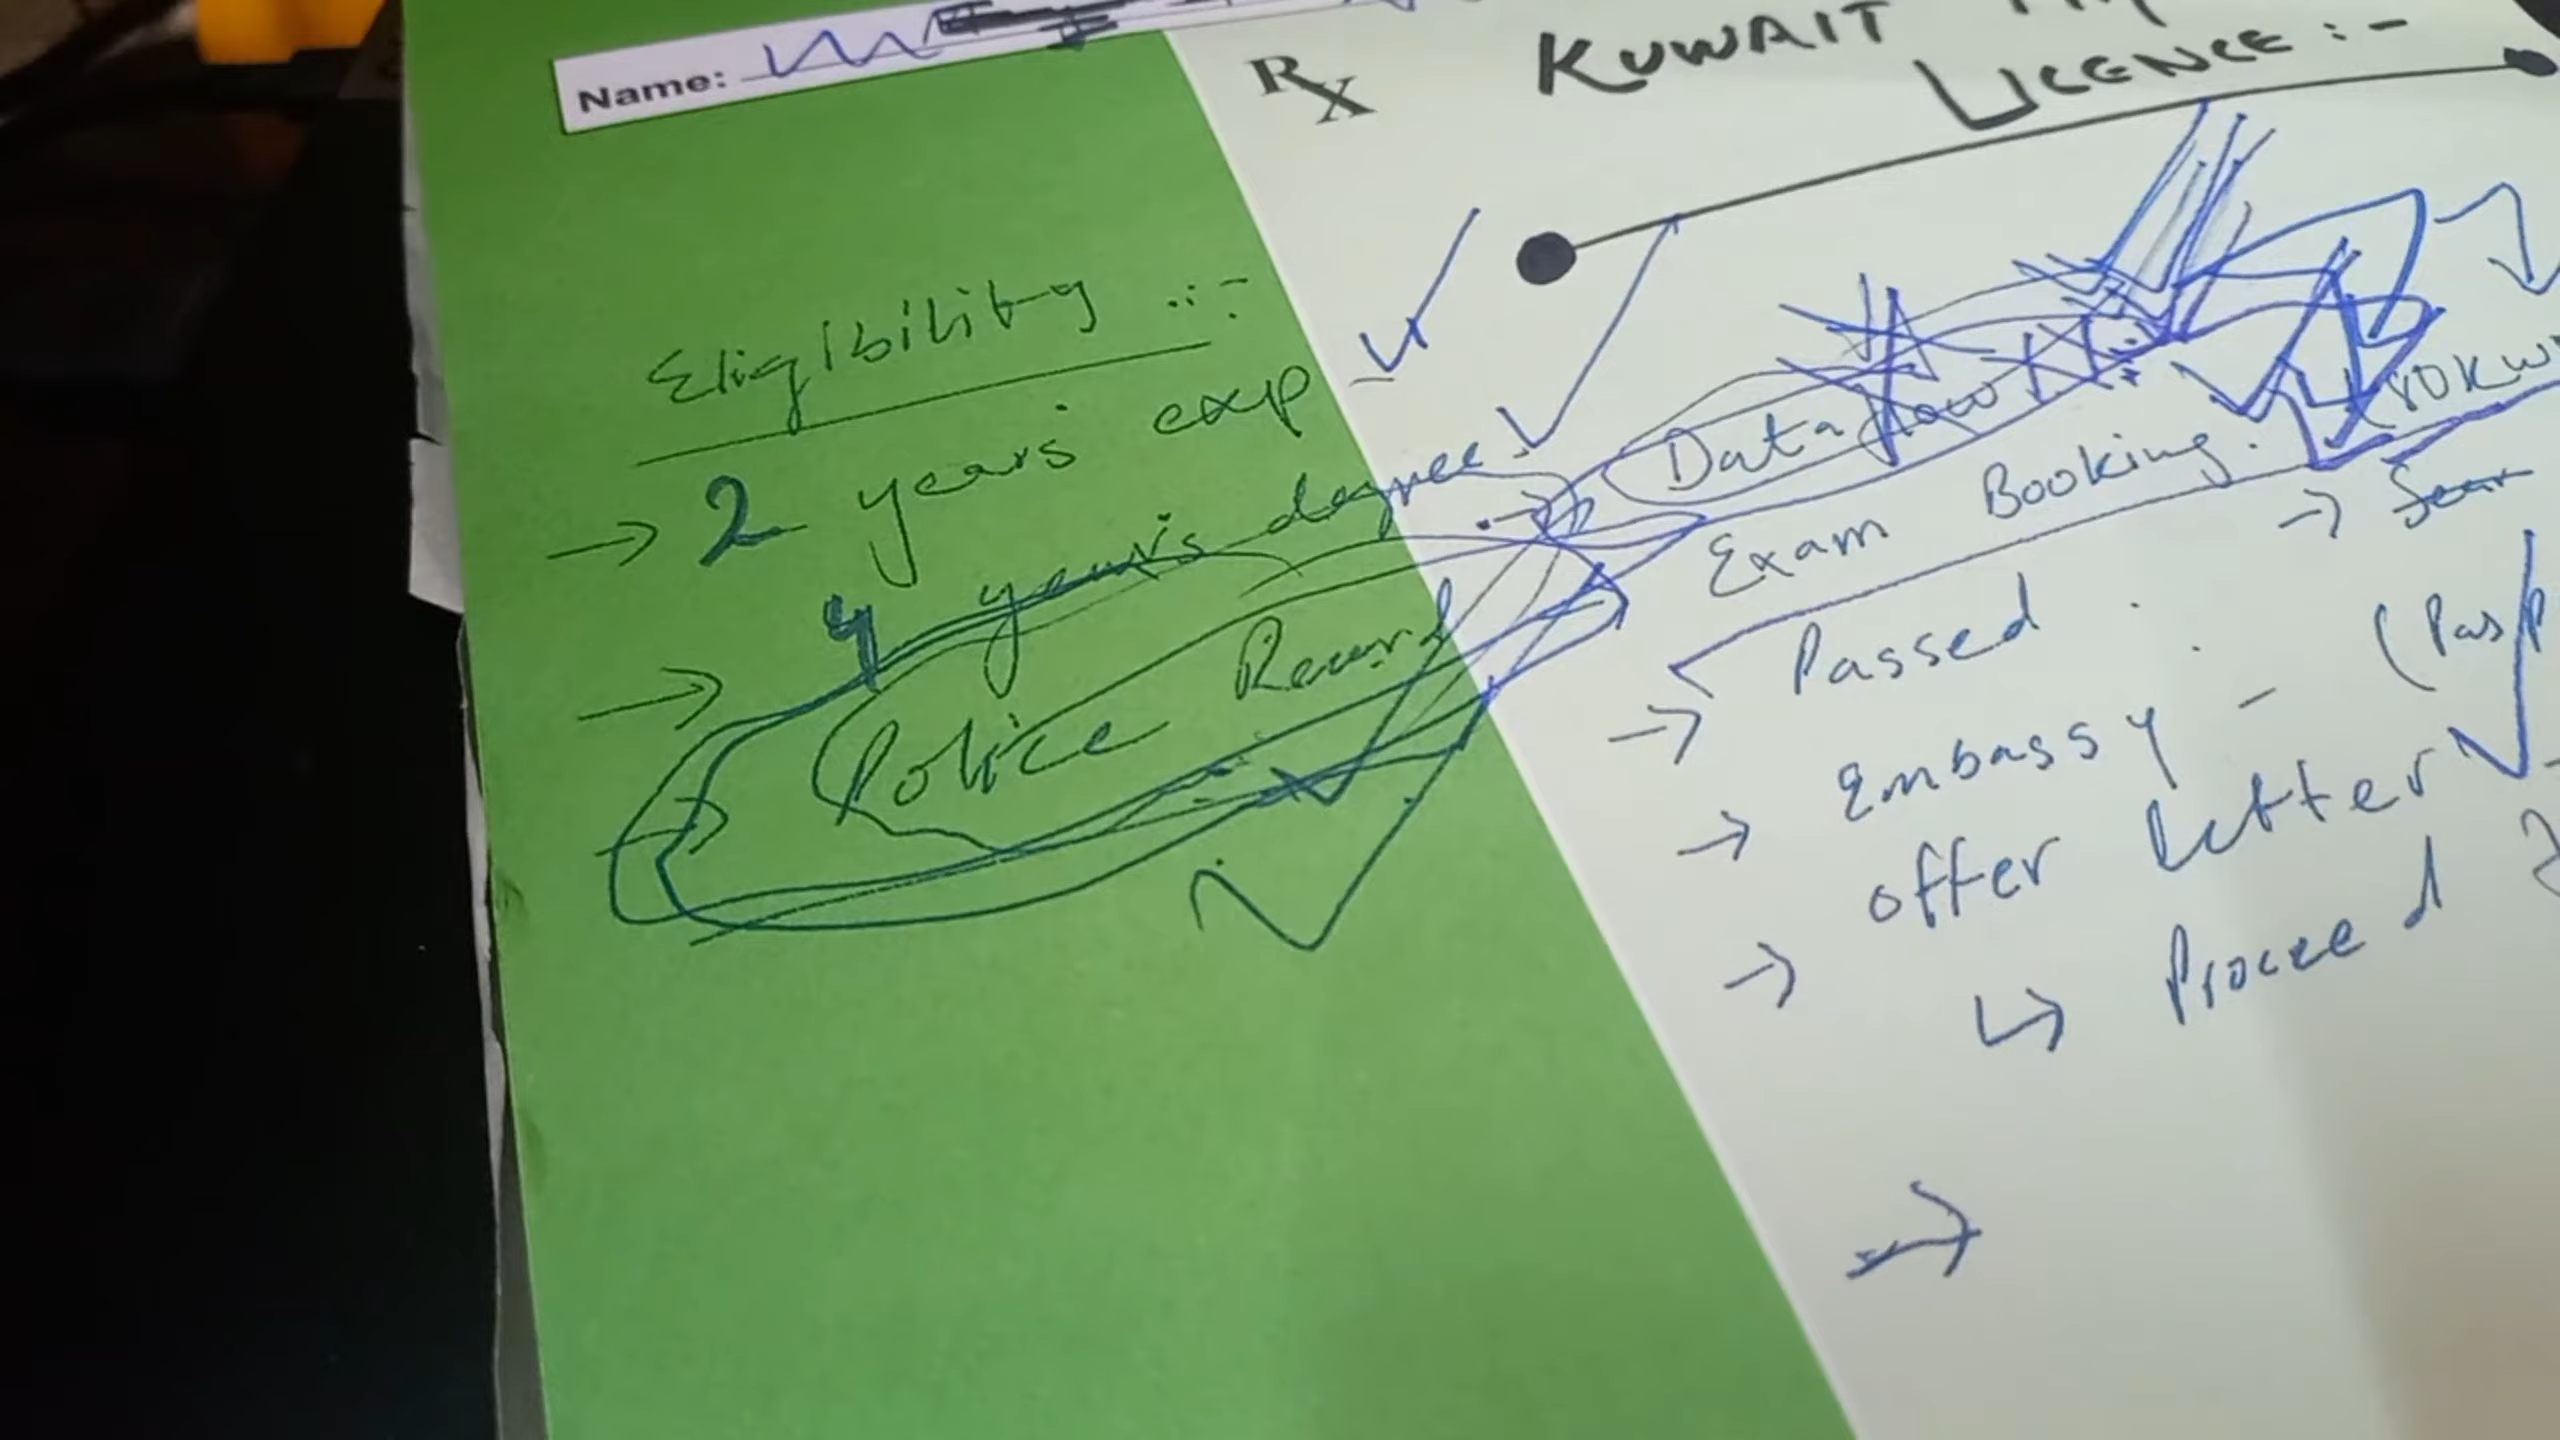 Name:
Rx KUWAIT
LICENCE :-
Eligibility :-
→ 2 years exp
→ 4 years degree
→ Police Record
→ Data flow
Exam Booking.
→ Passed
→ Embassy - (Pasp
offer letter
→ ↳ Proceed
→